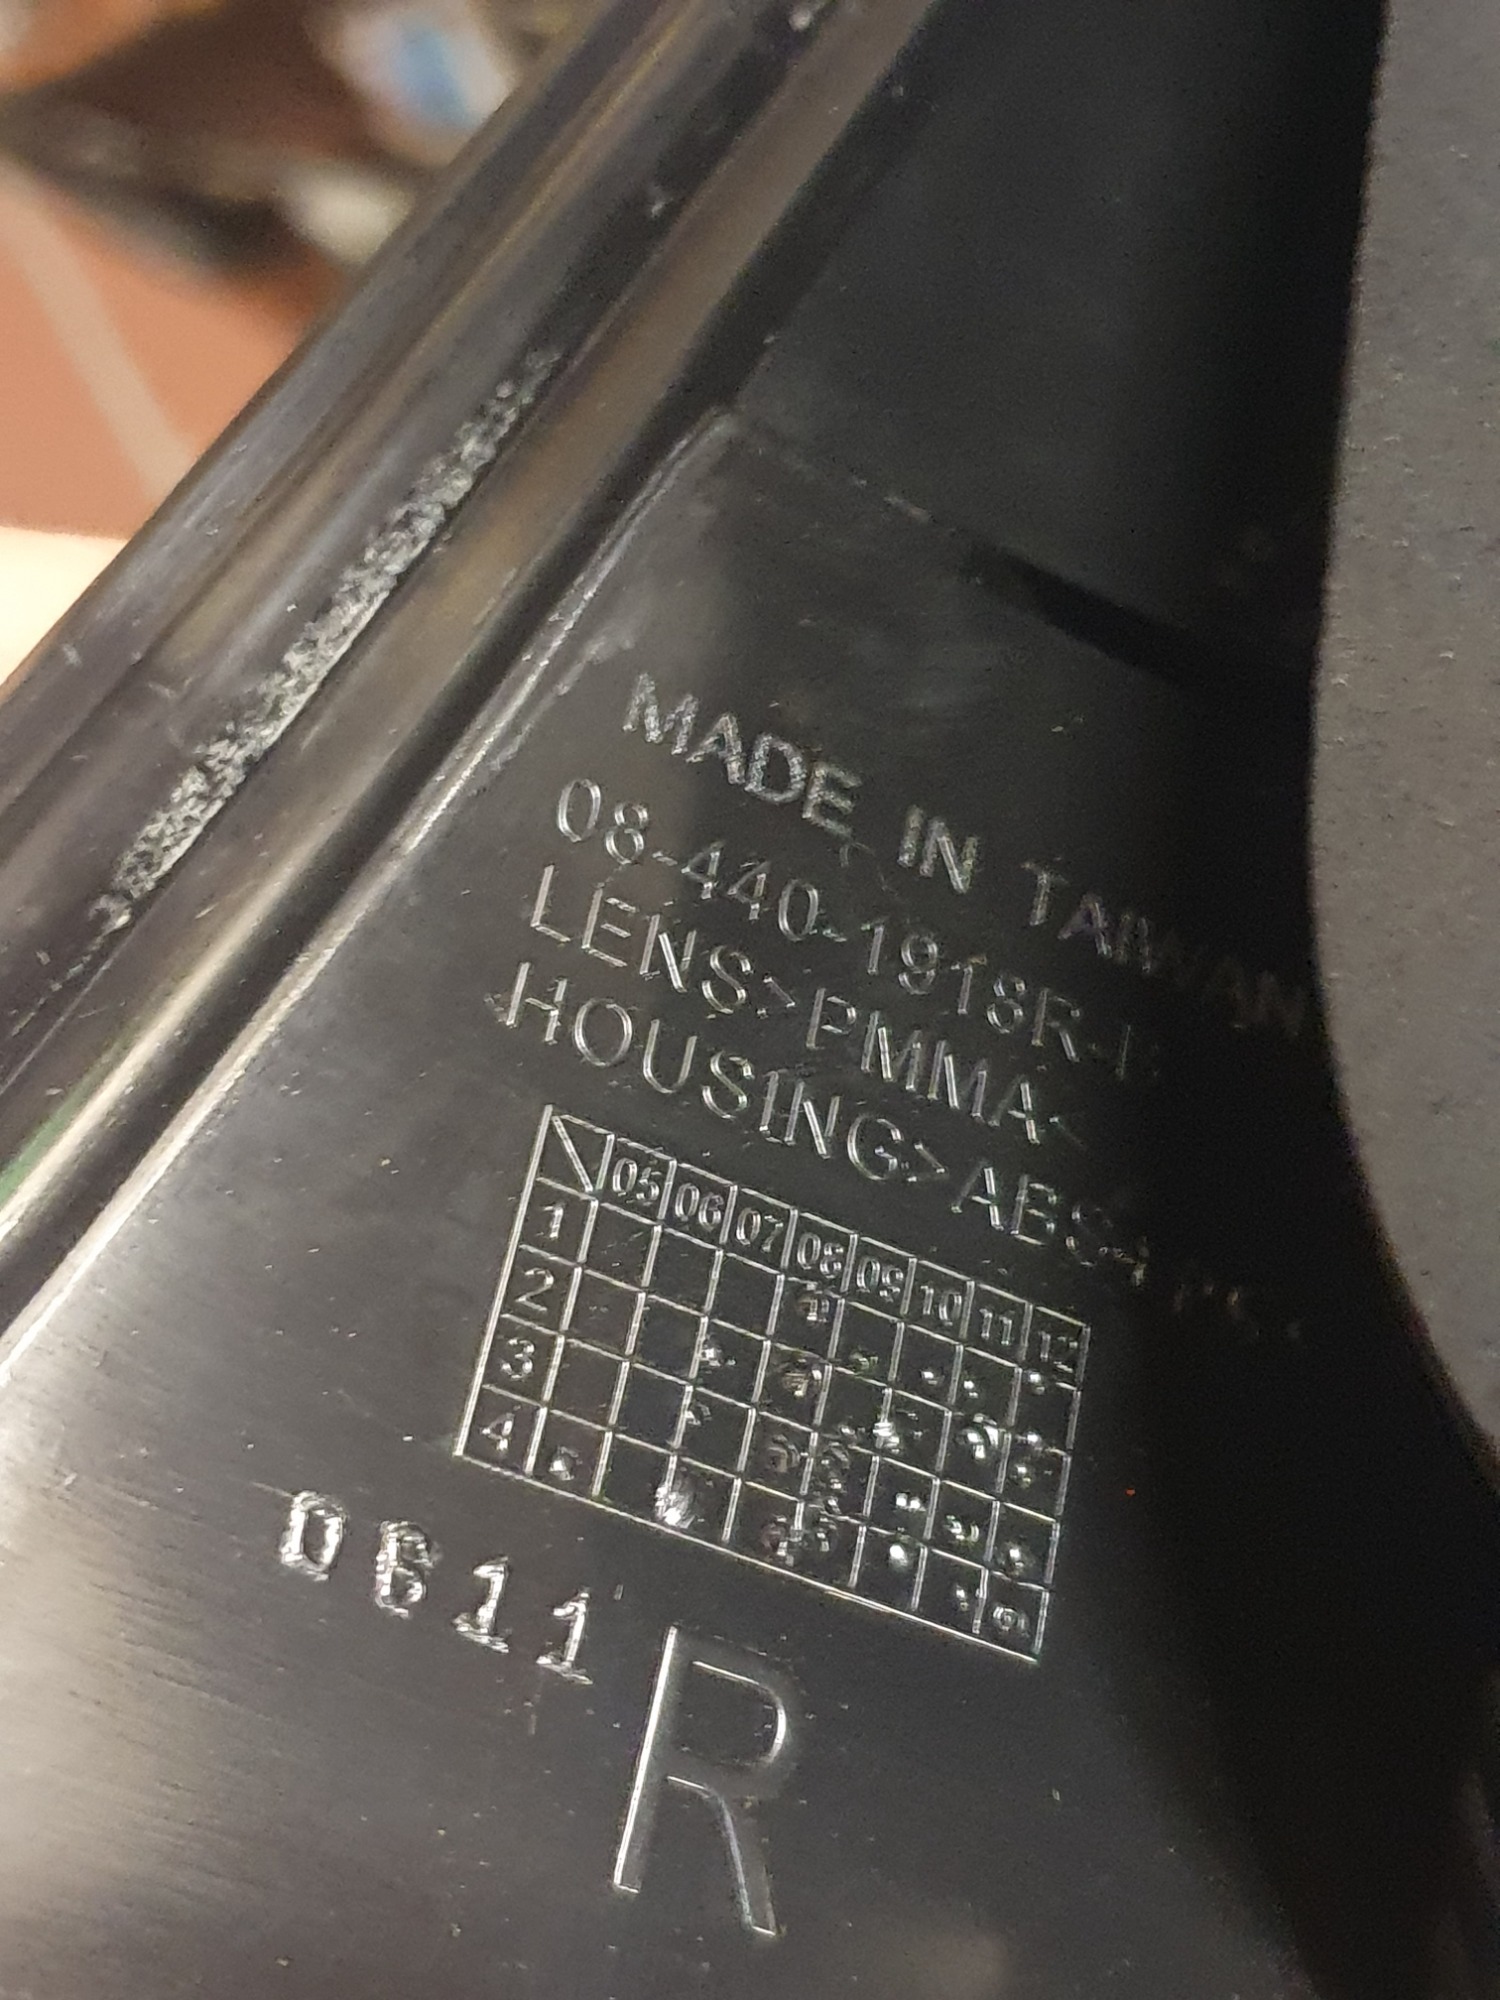 MADE IN TAIWAN
08-440-1918R-
LENS>PMMA<
HOUSING>ABS+
05 06 07 08 09 10 11 12
1
2
3
4
0611
R